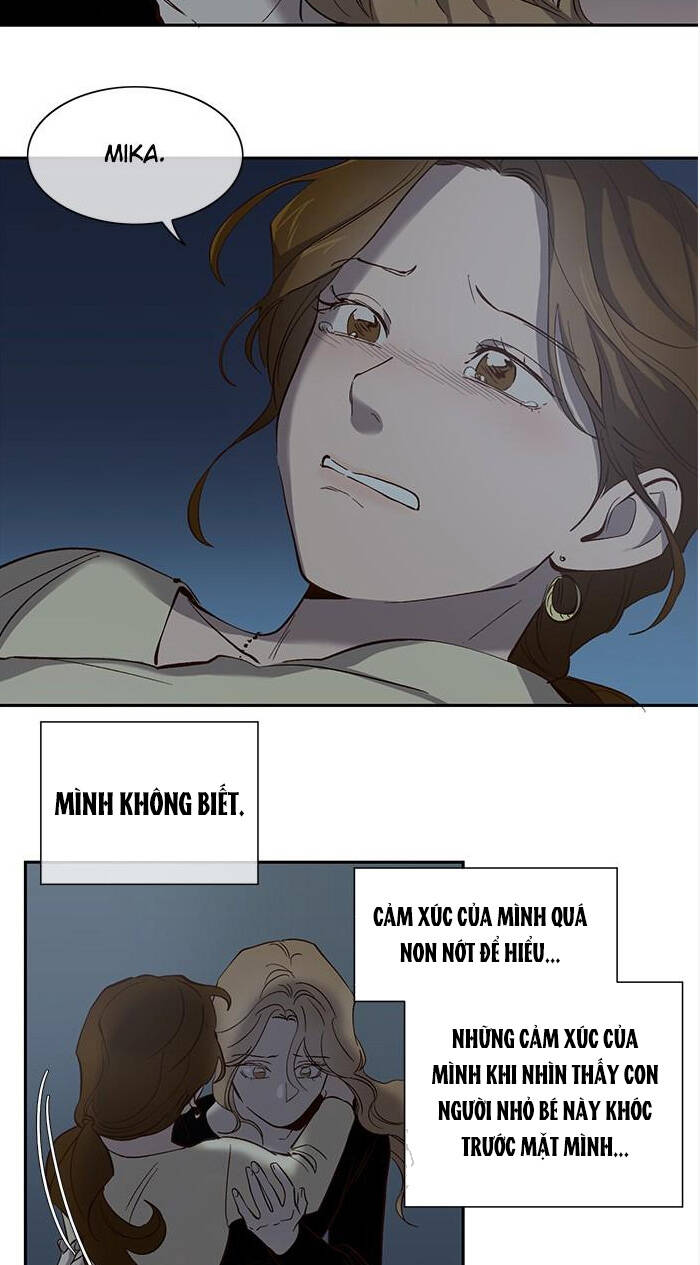 MIKA.
MÌNH KHÔNG BIẾT.
CẢM XÚC CỦA MÌNH QUÁ
NON NỚT ĐỂ HIỂU...
NHỮNG CẢM XÚC CỦA
MÌNH KHI NHÌN THẤY CON
NGƯỜI NHỎ BÉ NÀY KHÓC
TRƯỚC MẶT MÌNH...